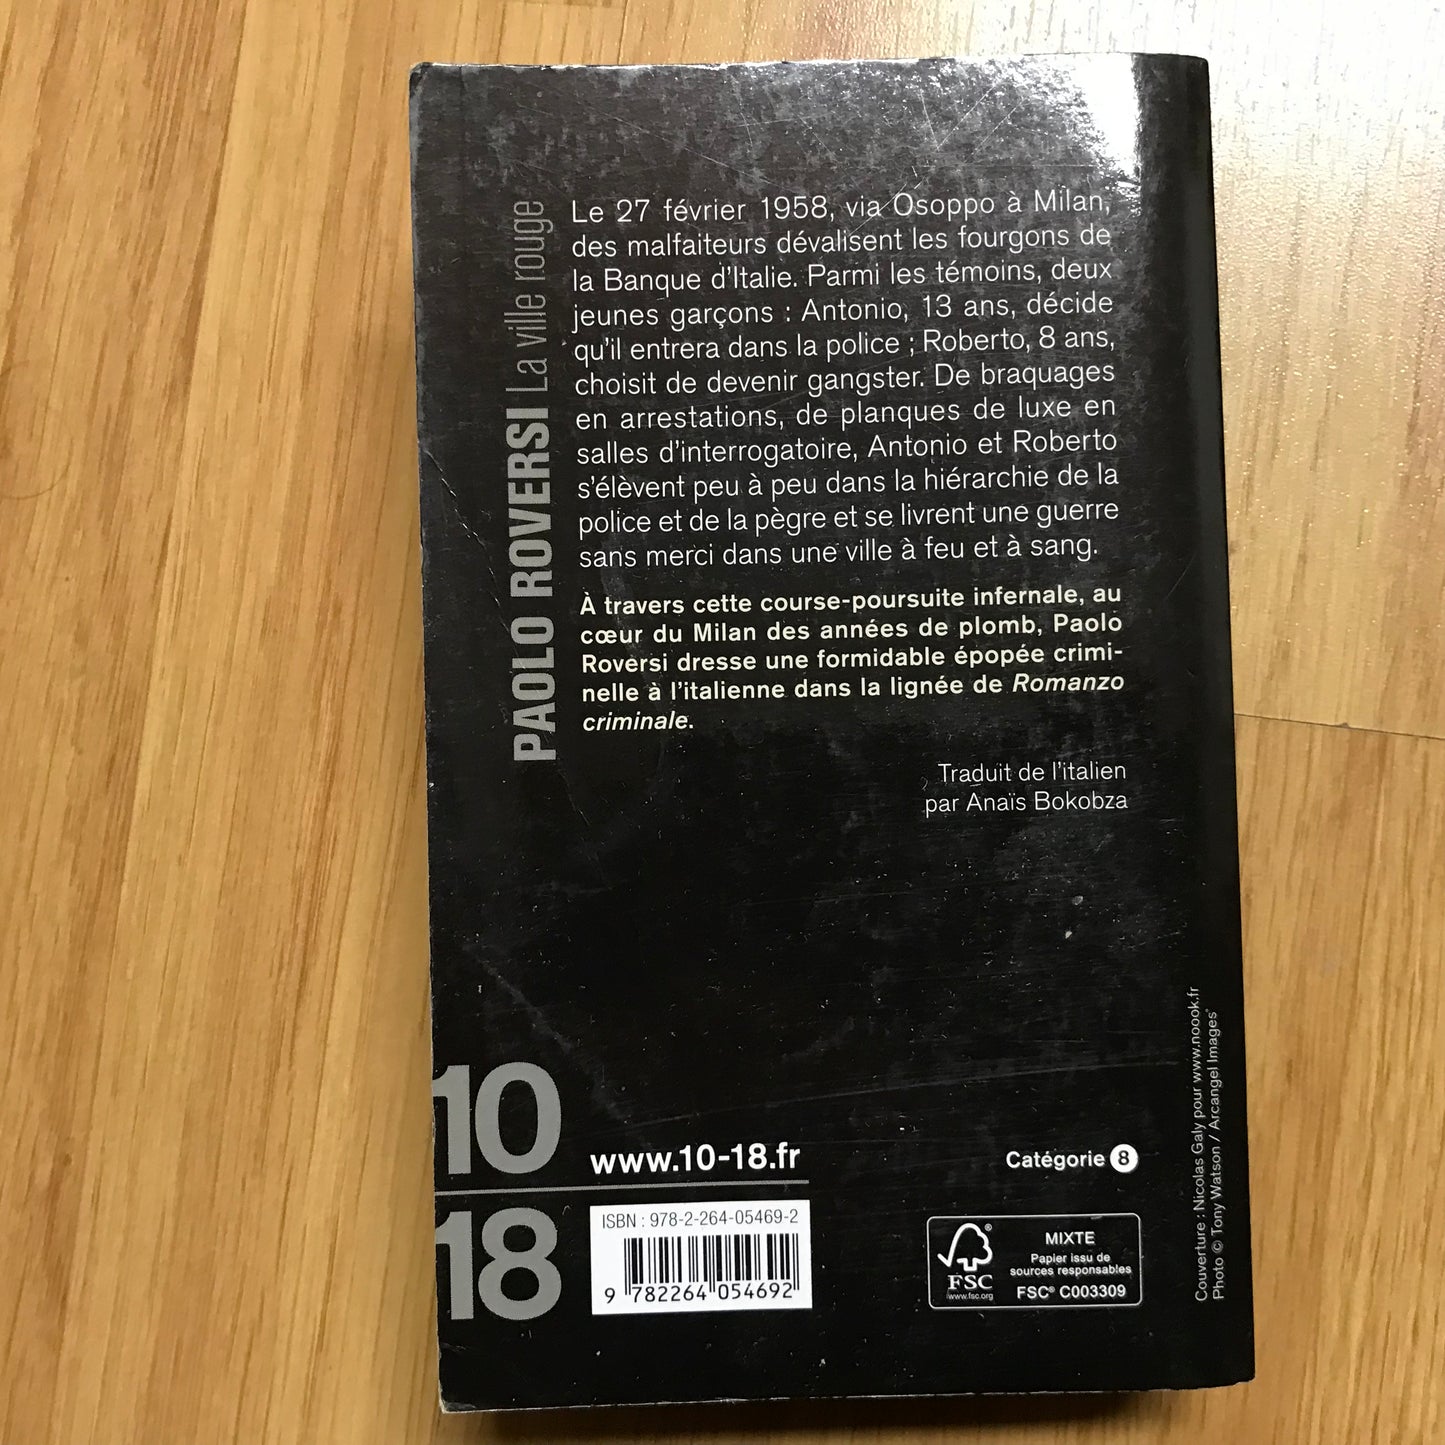 PAOLO ROVERSI La ville rouge
Le 27 février 1958, via Osoppo à Milan,
des malfaiteurs dévalisent les fourgons de
la Banque d'Italie. Parmi les témoins, deux
jeunes garçons : Antonio, 13 ans, décide
qu'il entrera dans la police ; Roberto, 8 ans,
choisit de devenir gangster. De braquages
en arrestations, de planques de luxe en
salles d'interrogatoire, Antonio et Roberto
s'élèvent peu à peu dans la hiérarchie de la
police et de la pègre et se livrent une guerre
sans merci dans une ville à feu et à sang.
À travers cette course-poursuite infernale, au
cœur du Milan des années de plomb, Paolo
Roversi dresse une formidable épopée crimi-
nelle à l'italienne dans la lignée de Romanzo
criminale.
Traduit de l'italien
par Anaïs Bokobza
10
18
www.10-18.fr
Catégorie 8
ISBN : 978-2-264-05469-2
9 782264 054692
FSC®
www.fsc.org
MIXTE
Papier issu de
sources responsables
FSC® C003309
Couverture : Nicolas Galy pour www.noook.fr
Photo © Tony Watson / Arcangel Images®